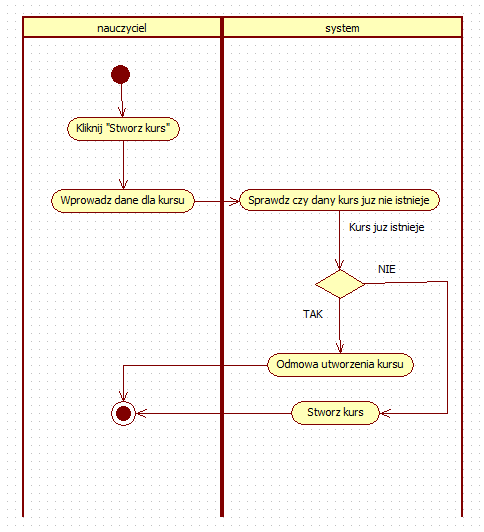 nauczyciel
system
Kliknij "Stworz kurs"
Wprowadz dane dla kursu
Sprawdz czy dany kurs juz nie istnieje
Kurs juz istnieje
NIE
TAK
Odmowa utworzenia kursu
Stworz kurs